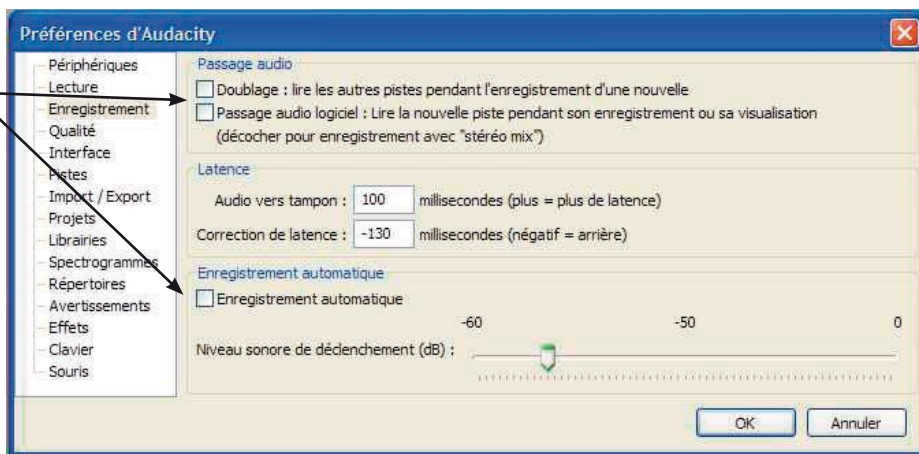 Préférences d'Audacity
Périphériques
Lecture
Enregistrement
Qualité
Interface
Pistes
Import / Export
Projets
Librairies
Spectrogrammes
Répertoires
Avertissements
Effets
Clavier
Souris
Passage audio
Doublage : lire les autres pistes pendant l'enregistrement d'une nouvelle
Passage audio logiciel : Lire la nouvelle piste pendant son enregistrement ou sa visualisation
(décocher pour enregistrement avec "stéréo mix")
Latence
Audio vers tampon : 100 millisecondes (plus = plus de latence)
Correction de latence : -130 millisecondes (négatif = arrière)
Enregistrement automatique
Enregistrement automatique
-60 -50 0
Niveau sonore de déclenchement (dB) :
OK Annuler